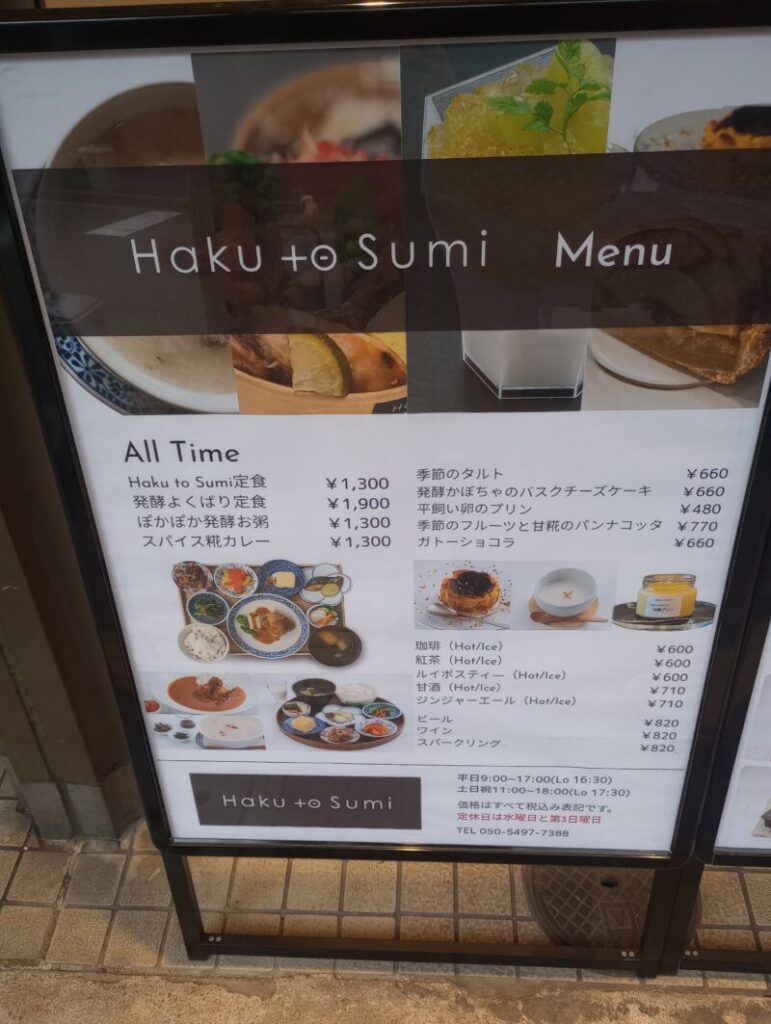 Haku to Sumi Menu
All Time
Haku to Sumi定食 ¥1,300
発酵よくばり定食 ¥1,900
ぽかぽか発酵お粥 ¥1,300
スパイス糀カレー ¥1,300
季節のタルト ¥660
発酵かぼちゃのバスクチーズケーキ ¥660
平飼い卵のプリン ¥480
季節のフルーツと甘糀のパンナコッタ ¥770
ガトーショコラ ¥660
珈琲（Hot/Ice） ¥600
紅茶（Hot/Ice） ¥600
ルイボスティー（Hot/Ice） ¥600
甘酒（Hot/Ice） ¥710
ジンジャーエール（Hot/Ice） ¥710
ビール ¥820
ワイン ¥820
スパークリング ¥820
Haku to Sumi
平日9:00~17:00(Lo 16:30)
土日祝11:00~18:00(Lo 17:30)
価格はすべて税込み表記です。
定休日は水曜日と第3日曜日
TEL 050-5497-7388